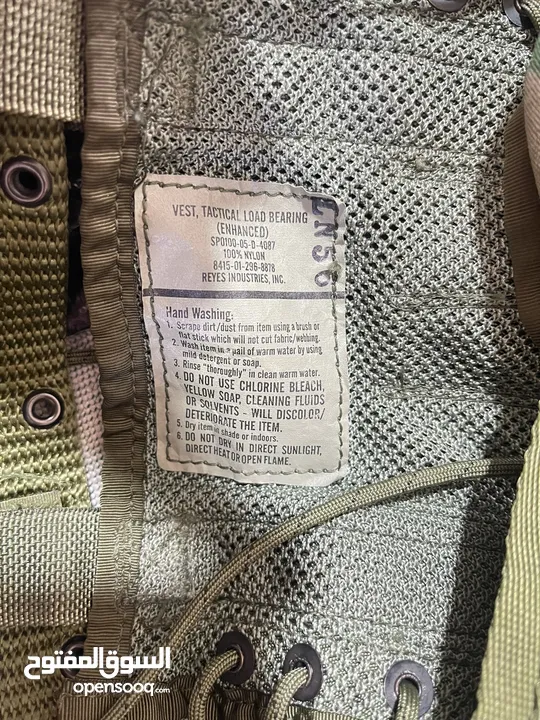 VEST, TACTICAL LOAD BEARING
(ENHANCED)
SP0100-05-D-4087
100% NYLON
8415-01-296-8878
REYES INDUSTRIES, INC.
Hand Washing:
1. Scrape dirt/dust from item using a brush or
flat stick which will not cut fabric/webbing.
2. Wash item in a pail of warm water by using
mild detergent or soap.
3. Rinse "thoroughly" in clean warm water.
4. DO NOT USE CHLORINE BLEACH,
YELLOW SOAP, CLEANING FLUIDS
OR SOLVENTS - WILL DISCOLOR/
DETERIORATE THE ITEM.
5. Dry item in shade or indoors.
6. DO NOT DRY IN DIRECT SUNLIGHT,
DIRECT HEAT OR OPEN FLAME.
السوق المفتوح
opensooq.com